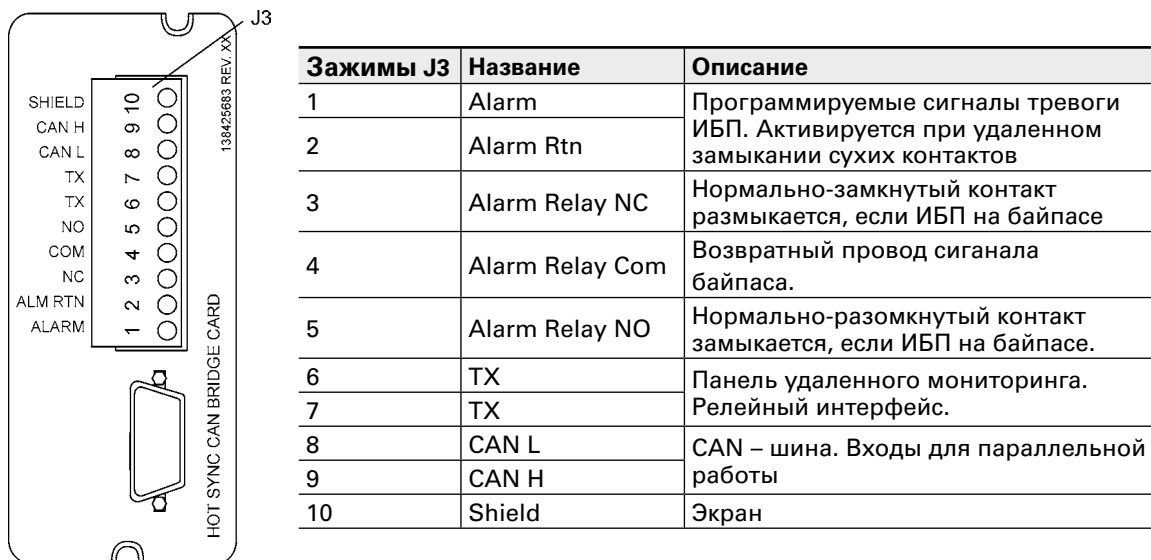 J3
138425683 REV. XX
SHIELD 10
CAN H 9
CAN L 8
TX 7
TX 6
NO 5
COM 4
NC 3
ALM RTN 2
ALARM 1
HOT SYNC CAN BRIDGE CARD
Зажимы J3 Название Описание
1 Alarm Программируемые сигналы тревоги
ИБП. Активируется при удаленном
2 Alarm Rtn замыкании сухих контактов
3 Alarm Relay NC Нормально-замкнутый контакт
размыкается, если ИБП на байпасе
4 Alarm Relay Com Возвратный провод сиганала
байпаса.
5 Alarm Relay NO Нормально-разомкнутый контакт
замыкается, если ИБП на байпасе.
6 TX Панель удаленного мониторинга.
7 TX Релейный интерфейс.
8 CAN L CAN – шина. Входы для параллельной
9 CAN H работы
10 Shield Экран